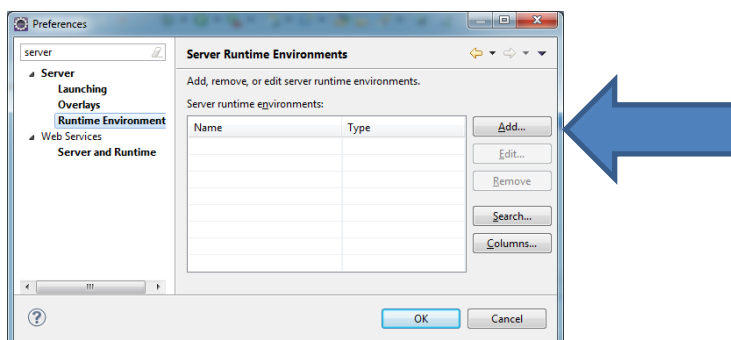 Preferences
server
Server
Launching
Overlays
Runtime Environment
Web Services
Server and Runtime
Server Runtime Environments
Add, remove, or edit server runtime environments.
Server runtime environments:
Name Type
Add...
Edit...
Remove
Search...
Columns...
OK Cancel